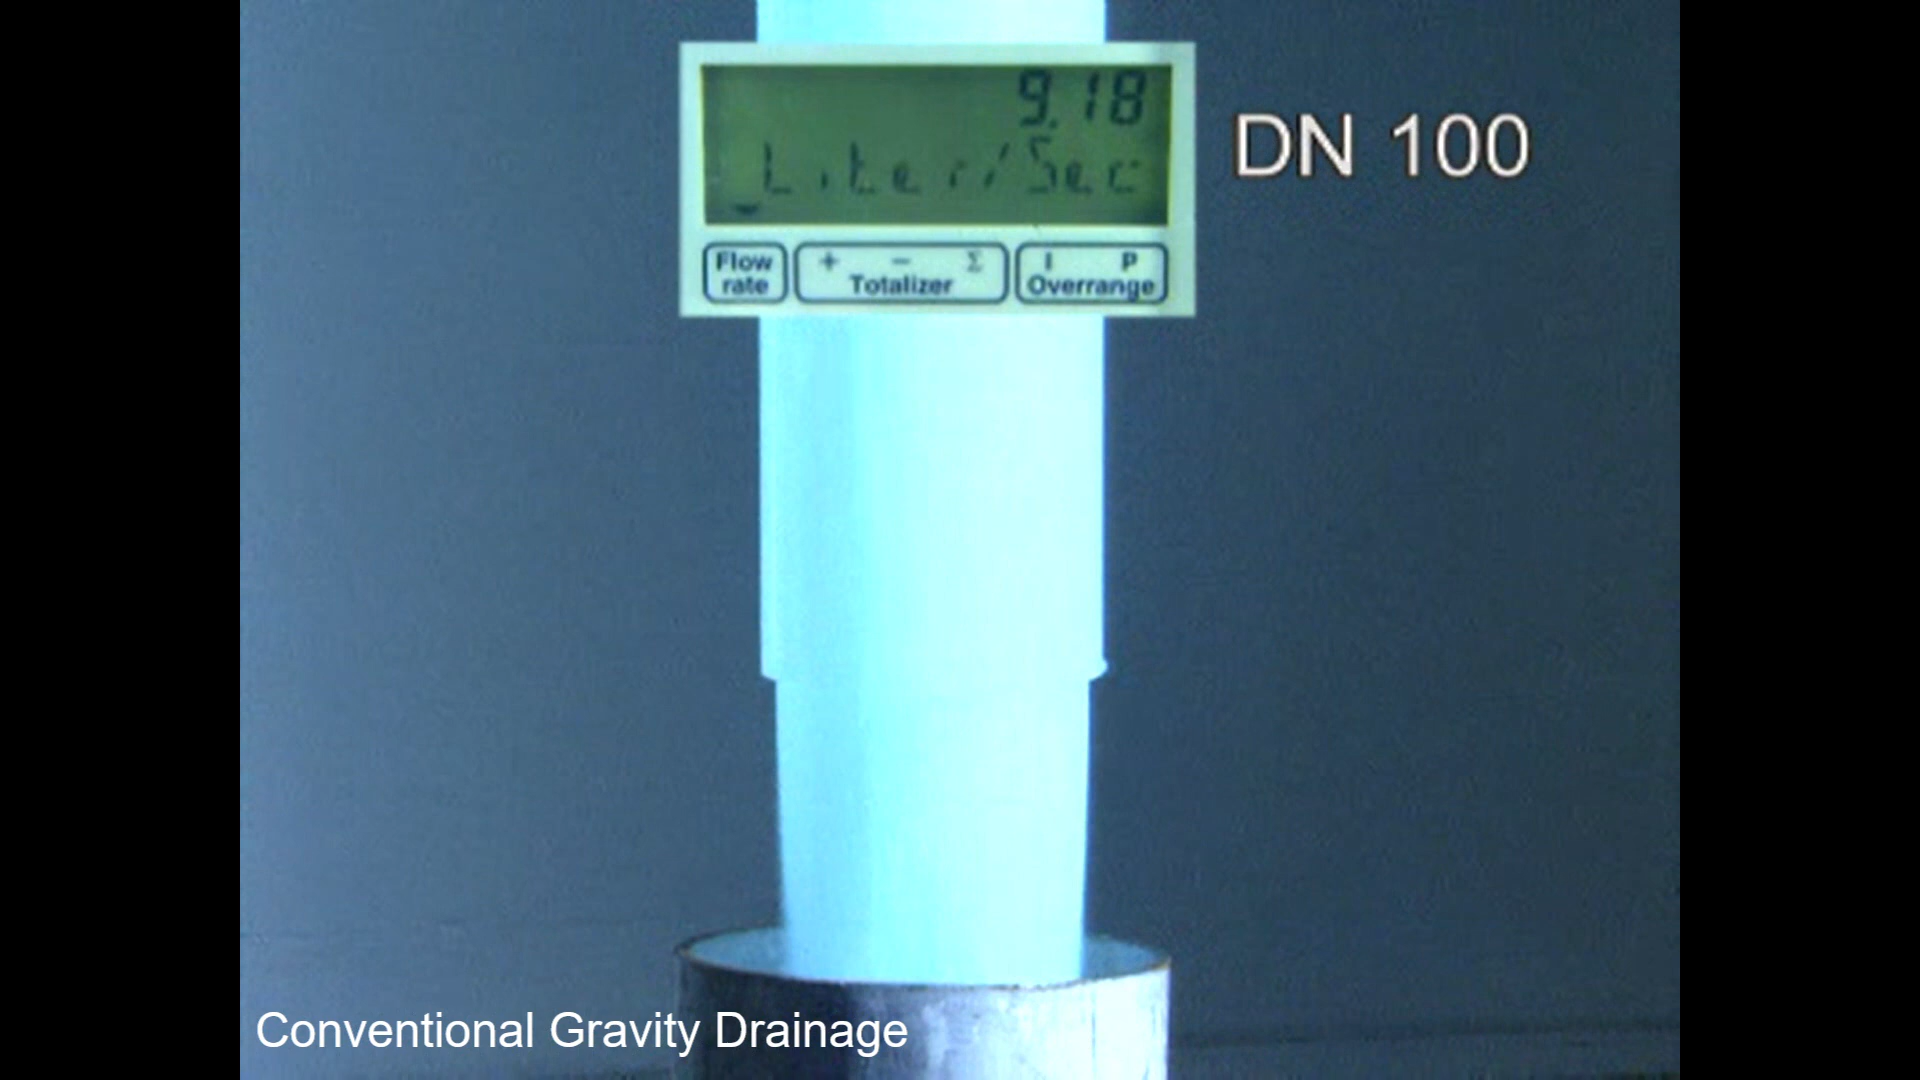 9.18
Liter/Sec
DN 100
Flow rate
+ - Σ
Totalizer
I P
Overrange
Conventional Gravity Drainage